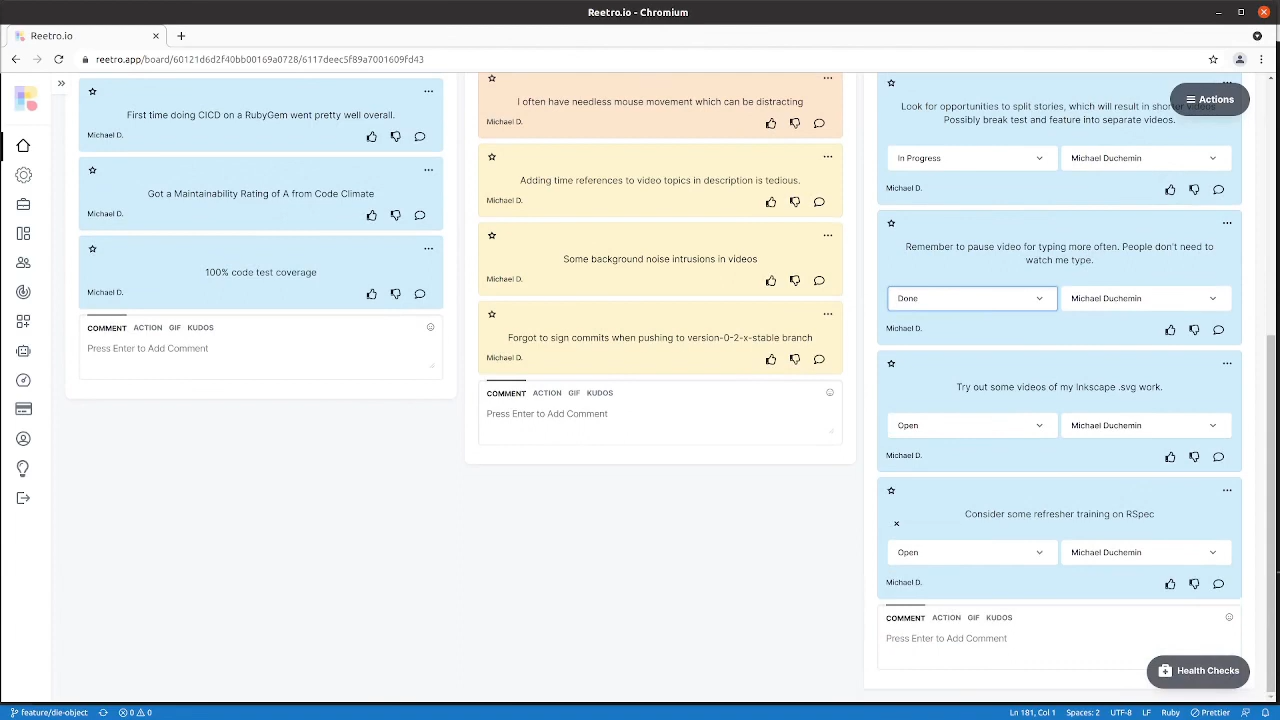 Reetro.io - Chromium
Reetro.io
reetro.app/board/60121d6d2f40bb00169a0728/6117deec5f89a7001609fd43
First time doing CICD on a RubyGem went pretty well overall.
Michael D.
Got a Maintainability Rating of A from Code Climate
Michael D.
100% code test coverage
Michael D.
COMMENT ACTION GIF KUDOS
Press Enter to Add Comment
I often have needless mouse movement which can be distracting
Michael D.
Adding time references to video topics in description is tedious.
Michael D.
Some background noise intrusions in videos
Michael D.
Forgot to sign commits when pushing to version-0-2-x-stable branch
Michael D.
COMMENT ACTION GIF KUDOS
Press Enter to Add Comment
Actions
Look for opportunities to split stories, which will result in shorter
Possibly break test and feature into separate videos.
In Progress Michael Duchemin
Michael D.
Remember to pause video for typing more often. People don't need to
watch me type.
Done Michael Duchemin
Michael D.
Try out some videos of my Inkscape .svg work.
Open Michael Duchemin
Michael D.
Consider some refresher training on RSpec
Open Michael Duchemin
Michael D.
COMMENT ACTION GIF KUDOS
Press Enter to Add Comment
Health Checks
feature/die-object 0 0 Ln 181, Col 1 Spaces: 2 UTF-8 LF Ruby Prettier